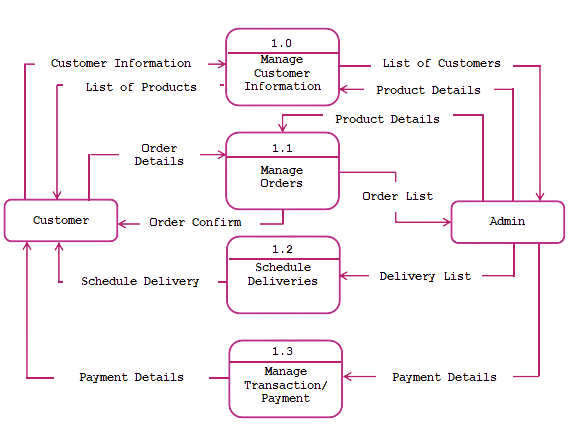 1.0
Manage
Customer
Information
Customer Information
List of Customers
List of Products
Product Details
Product Details
1.1
Manage
Orders
Order
Details
Order List
Customer
Order Confirm
Admin
1.2
Schedule
Deliveries
Schedule Delivery
Delivery List
1.3
Manage
Transaction/
Payment
Payment Details
Payment Details